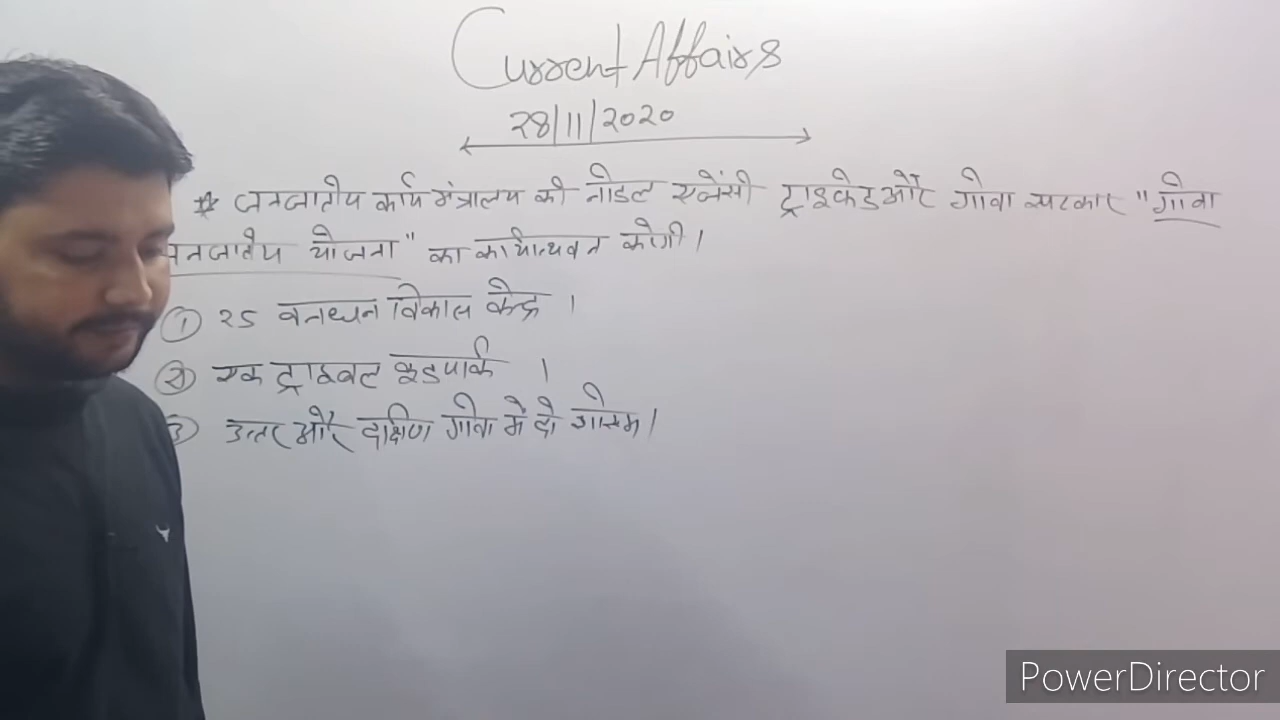 Current Affairs
28/11/2020
* जनजातीय कार्य मंत्रालय की नोडल एजेंसी ट्राइफेड और गोवा सरकार "गोवा
जनजातीय योजना" का कार्यान्वयन करेगी।
① 25 वनधन विकास केन्द्र ।
② एक ट्राइबल फूडपार्क ।
③ उत्तर और दक्षिण गोवा में दो गोदाम।
PowerDirector